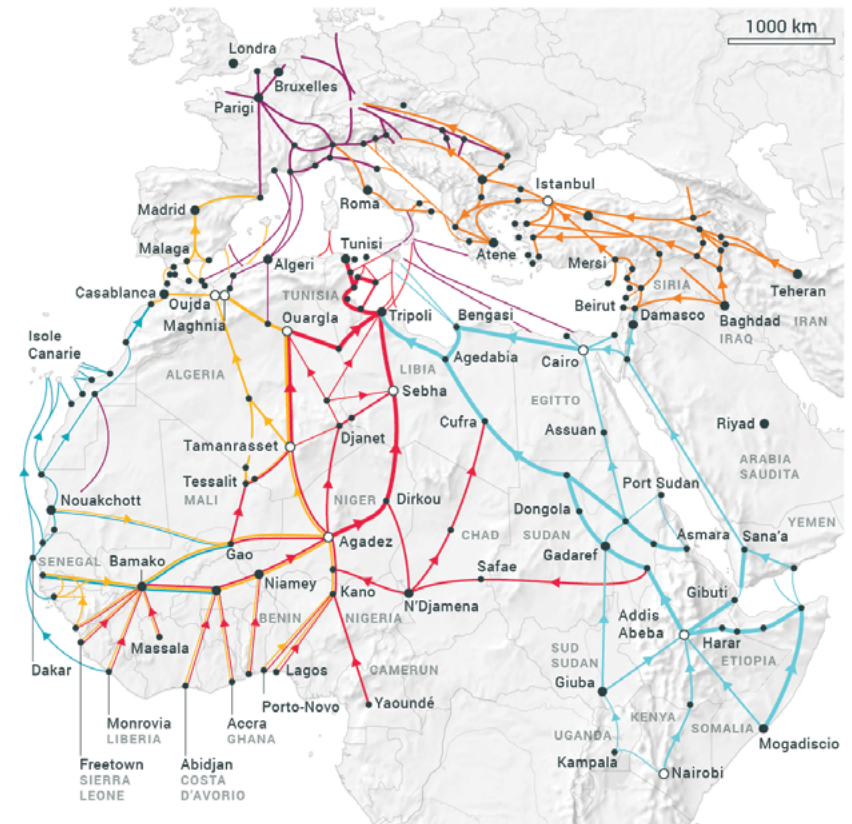 1000 km
Londra
Bruxelles
Parigi
Istanbul
Madrid
Roma
Malaga
Tunisi
Atene
Mersi
Algeri
SIRIA
Teheran
Casablanca
Oujda
TUNISIA
Beirut
Damasco
Baghdad
IRAN
Maghnia
Ouargla
Tripoli
Bengasi
IRAQ
Isole
Canarie
Agedabia
Cairo
ALGERIA
LIBIA
Sebha
EGITTO
Cufra
Assuan
Riyad
Tamanrasset
Djanet
ARABIA
SAUDITA
Tessalit
Port Sudan
MALI
NIGER
Dirkou
Nouakchott
Dongola
YEMEN
CHAD
SUDAN
Asmara
Sana'a
Gao
Agadez
Gadaref
SENEGAL
Bamako
Safae
Niamey
Kano
N'Djamena
Gibuti
BENIN
NIGERIA
Addis
Abeba
Harar
Massala
SUD
SUDAN
ETIOPIA
Dakar
Lagos
CAMERUN
Giuba
Porto-Novo
Yaoundé
KENYA
Monrovia
LIBERIA
Accra
GHANA
SOMALIA
UGANDA
Mogadiscio
Freetown
SIERRA
LEONE
Abidjan
COSTA
D'AVORIO
Kampala
Nairobi